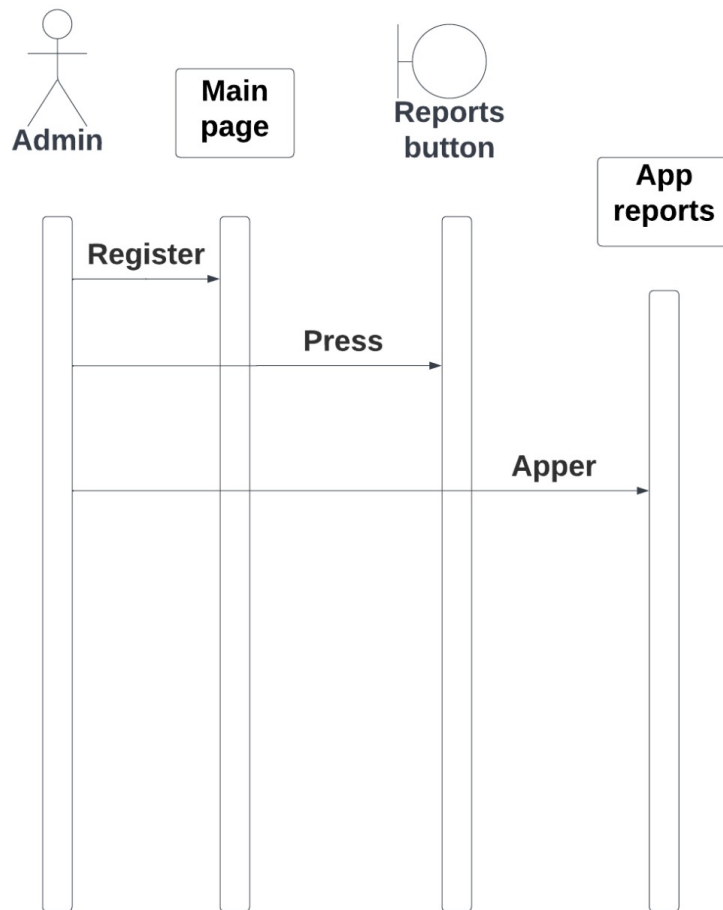 Admin
Main
page
Reports
button
App
reports
Register
Press
Apper